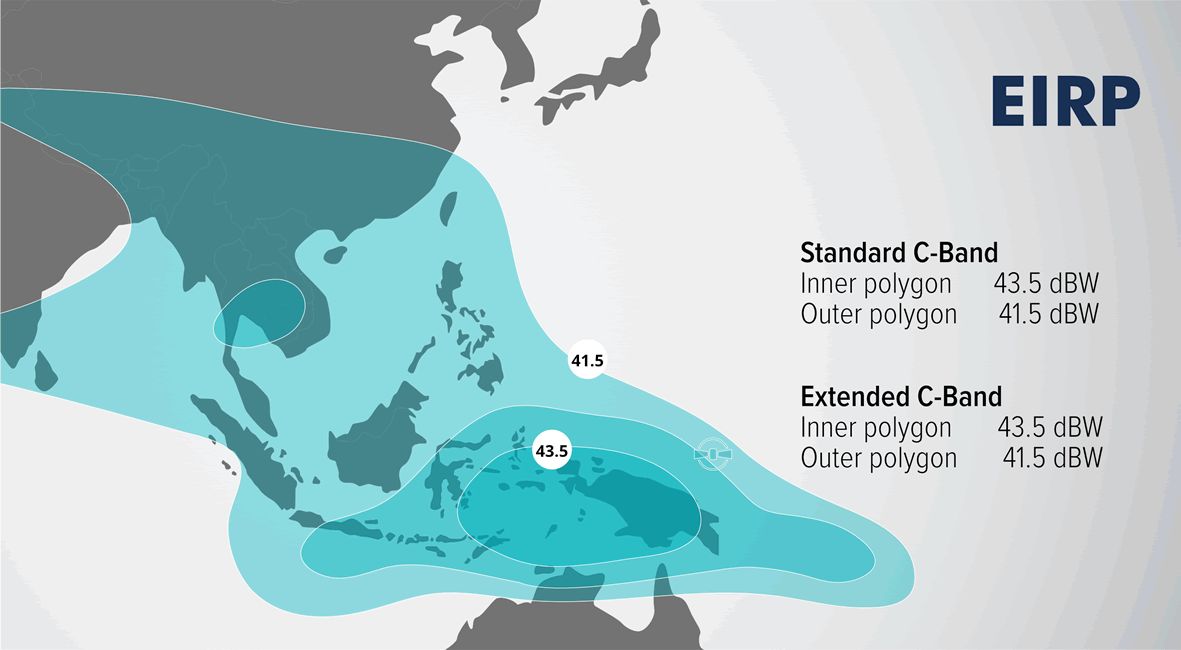 EIRP
Standard C-Band
Inner polygon 43.5 dBW
Outer polygon 41.5 dBW
41.5
Extended C-Band
Inner polygon 43.5 dBW
Outer polygon 41.5 dBW
43.5